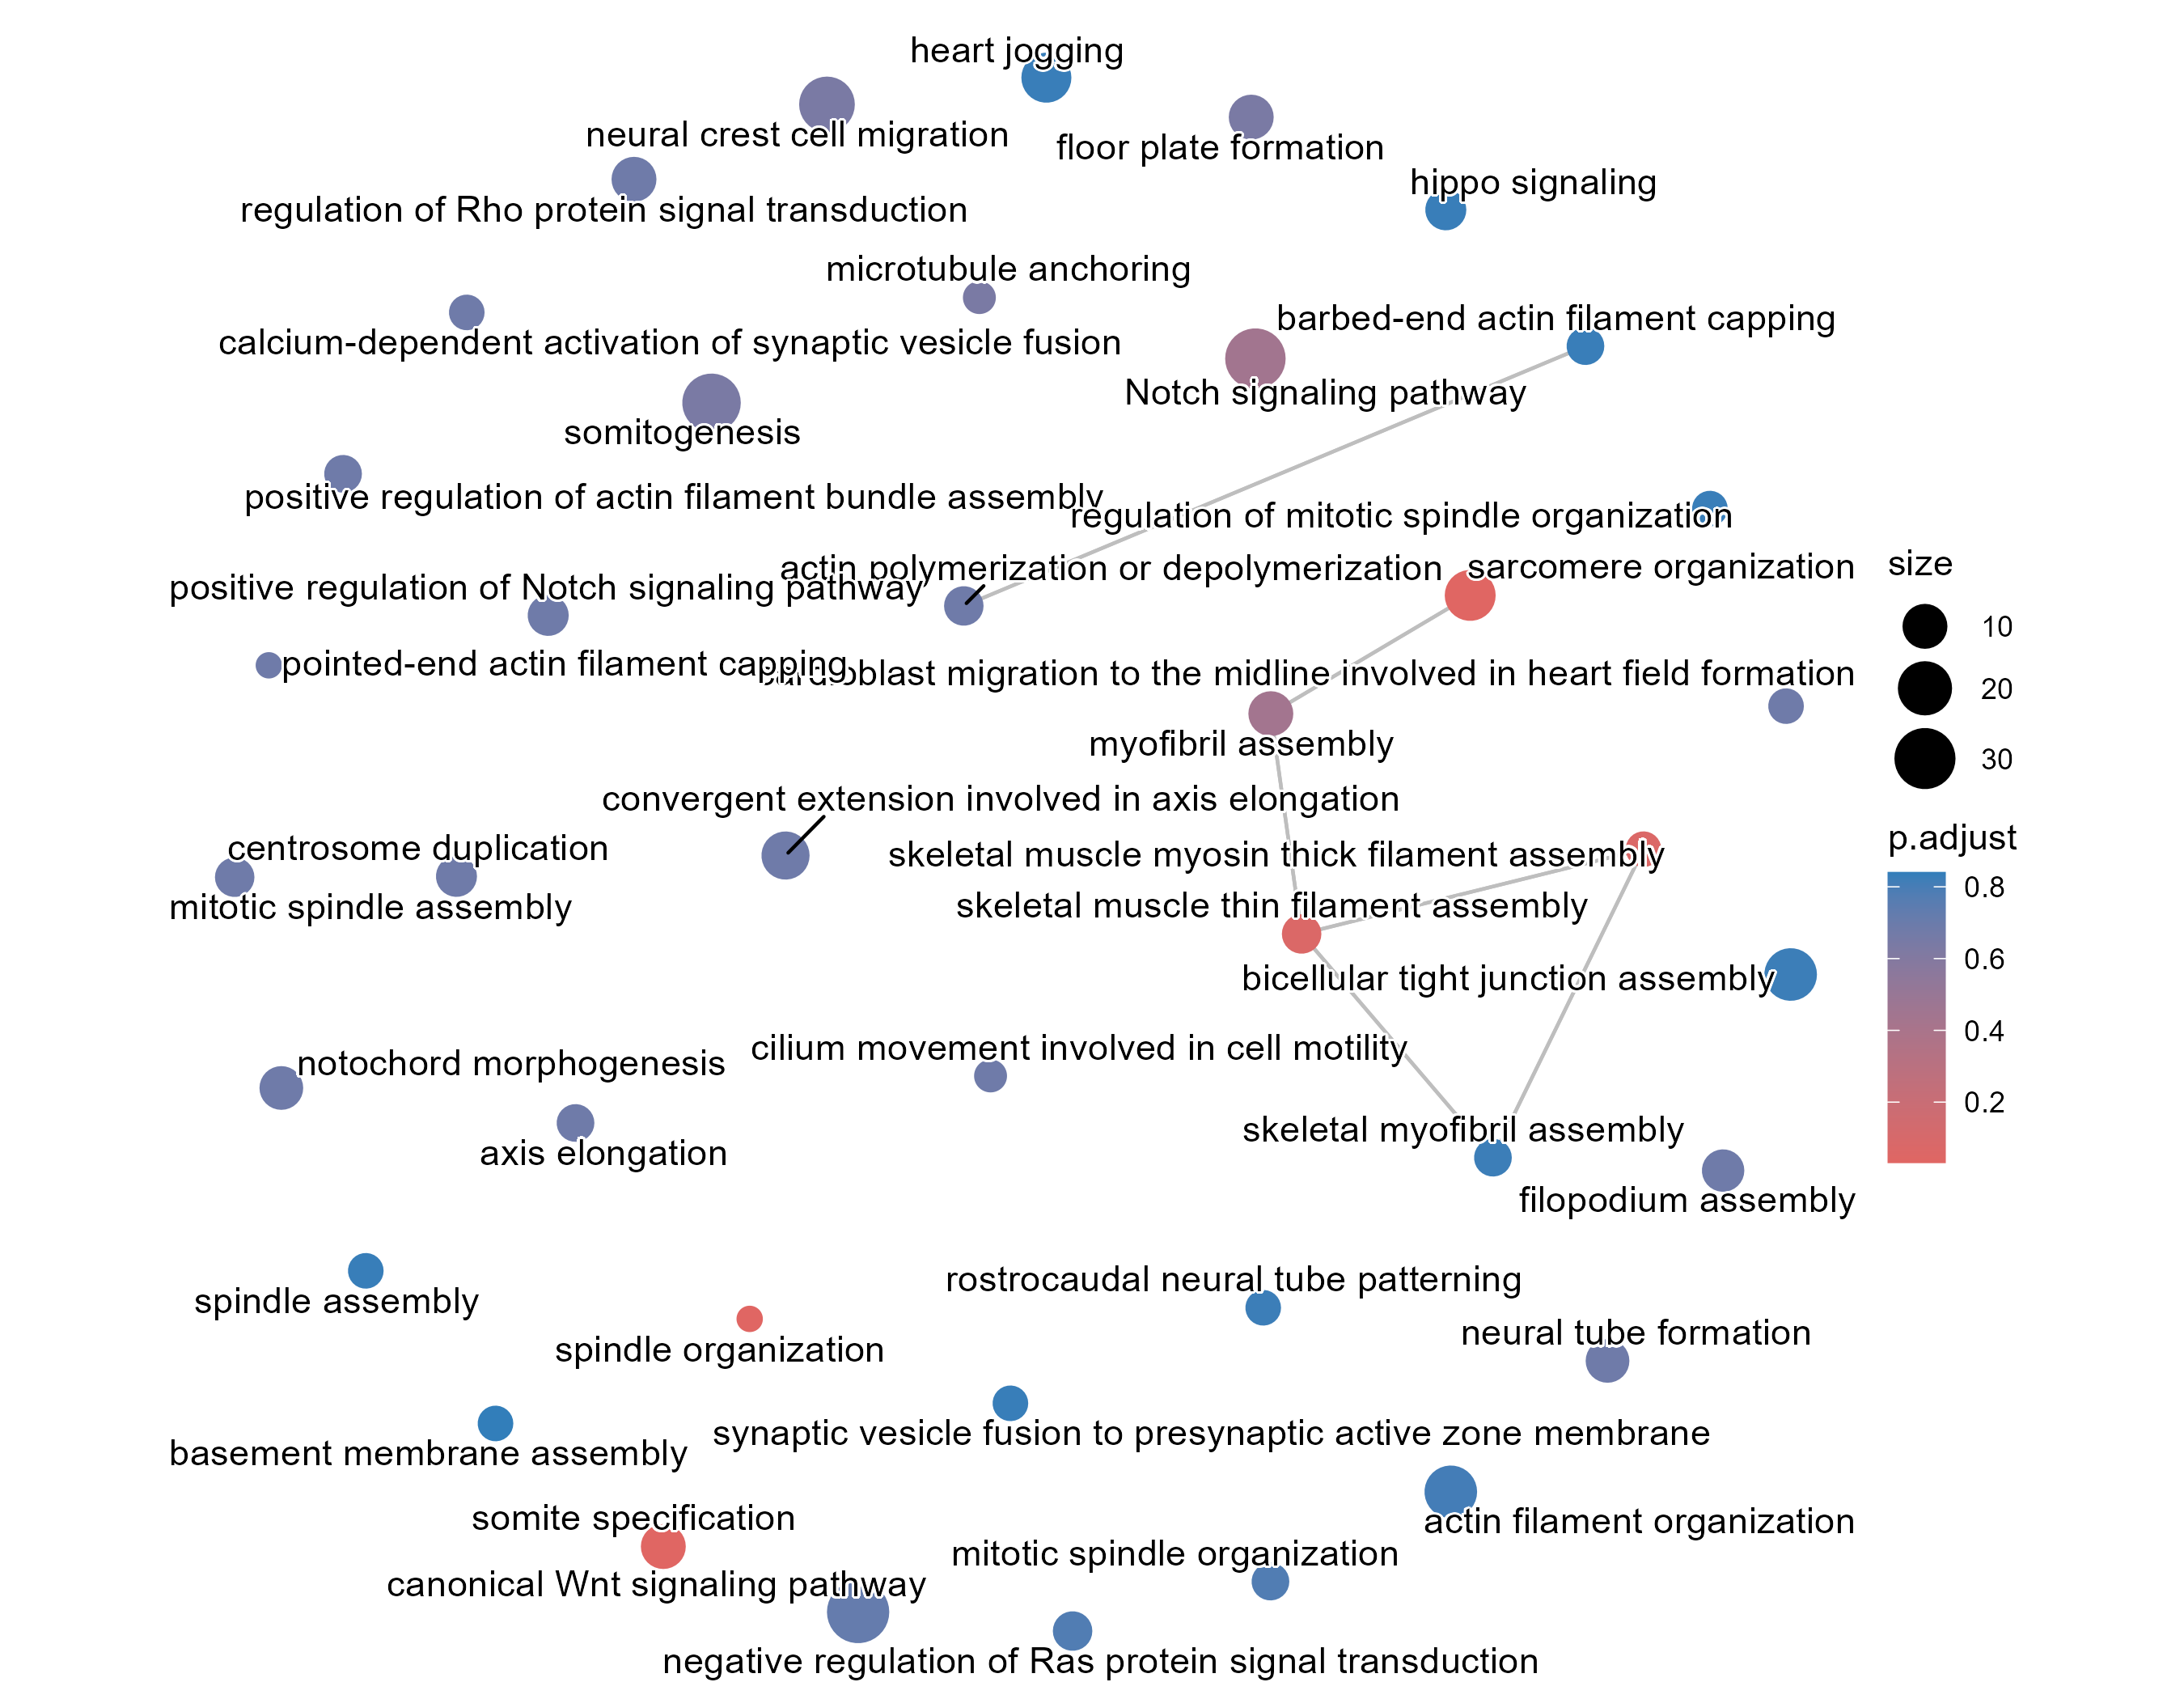 heart jogging
neural crest cell migration
floor plate formation
regulation of Rho protein signal transduction
hippo signaling
microtubule anchoring
barbed-end actin filament capping
calcium-dependent activation of synaptic vesicle fusion
Notch signaling pathway
somitogenesis
positive regulation of actin filament bundle assembly
regulation of mitotic spindle organization
actin polymerization or depolymerization
sarcomere organization
positive regulation of Notch signaling pathway
pointed-end actin filament capping
migration to the midline involved in heart field formation
myofibril assembly
convergent extension involved in axis elongation
centrosome duplication
skeletal muscle myosin thick filament assembly
mitotic spindle assembly
skeletal muscle thin filament assembly
bicellular tight junction assembly
cilium movement involved in cell motility
notochord morphogenesis
axis elongation
skeletal myofibril assembly
filopodium assembly
spindle assembly
rostrocaudal neural tube patterning
spindle organization
neural tube formation
synaptic vesicle fusion to presynaptic active zone membrane
basement membrane assembly
somite specification
actin filament organization
mitotic spindle organization
canonical Wnt signaling pathway
negative regulation of Ras protein signal transduction
size
10
20
30
p.adjust
0.8
0.6
0.4
0.2